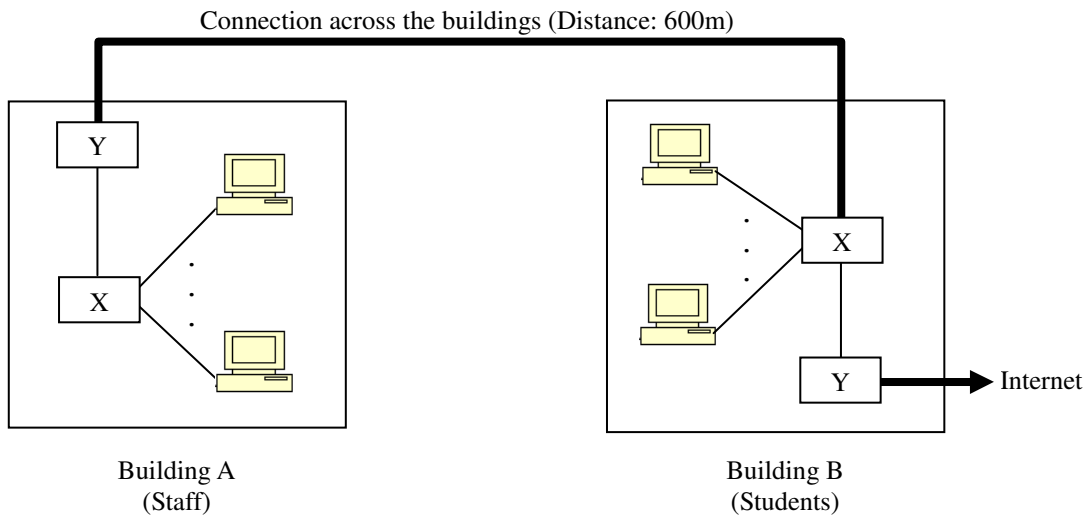 Connection across the buildings (Distance: 600m)
Y
X
X
Y
Internet
Building A
(Staff)
Building B
(Students)